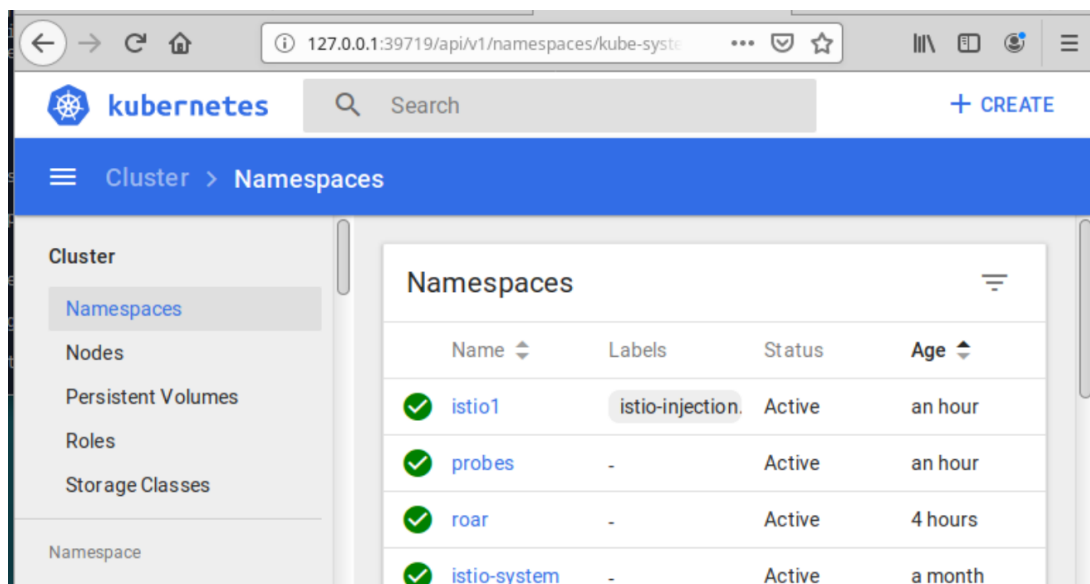 127.0.0.1:39719/api/v1/namespaces/kube-syste
kubernetes
Search
+ CREATE
Cluster > Namespaces
Cluster
Namespaces
Nodes
Persistent Volumes
Roles
Storage Classes
Namespace
Namespaces
Name Labels Status Age
istio1 istio-injection. Active an hour
probes - Active an hour
roar - Active 4 hours
istio-system - Active a month